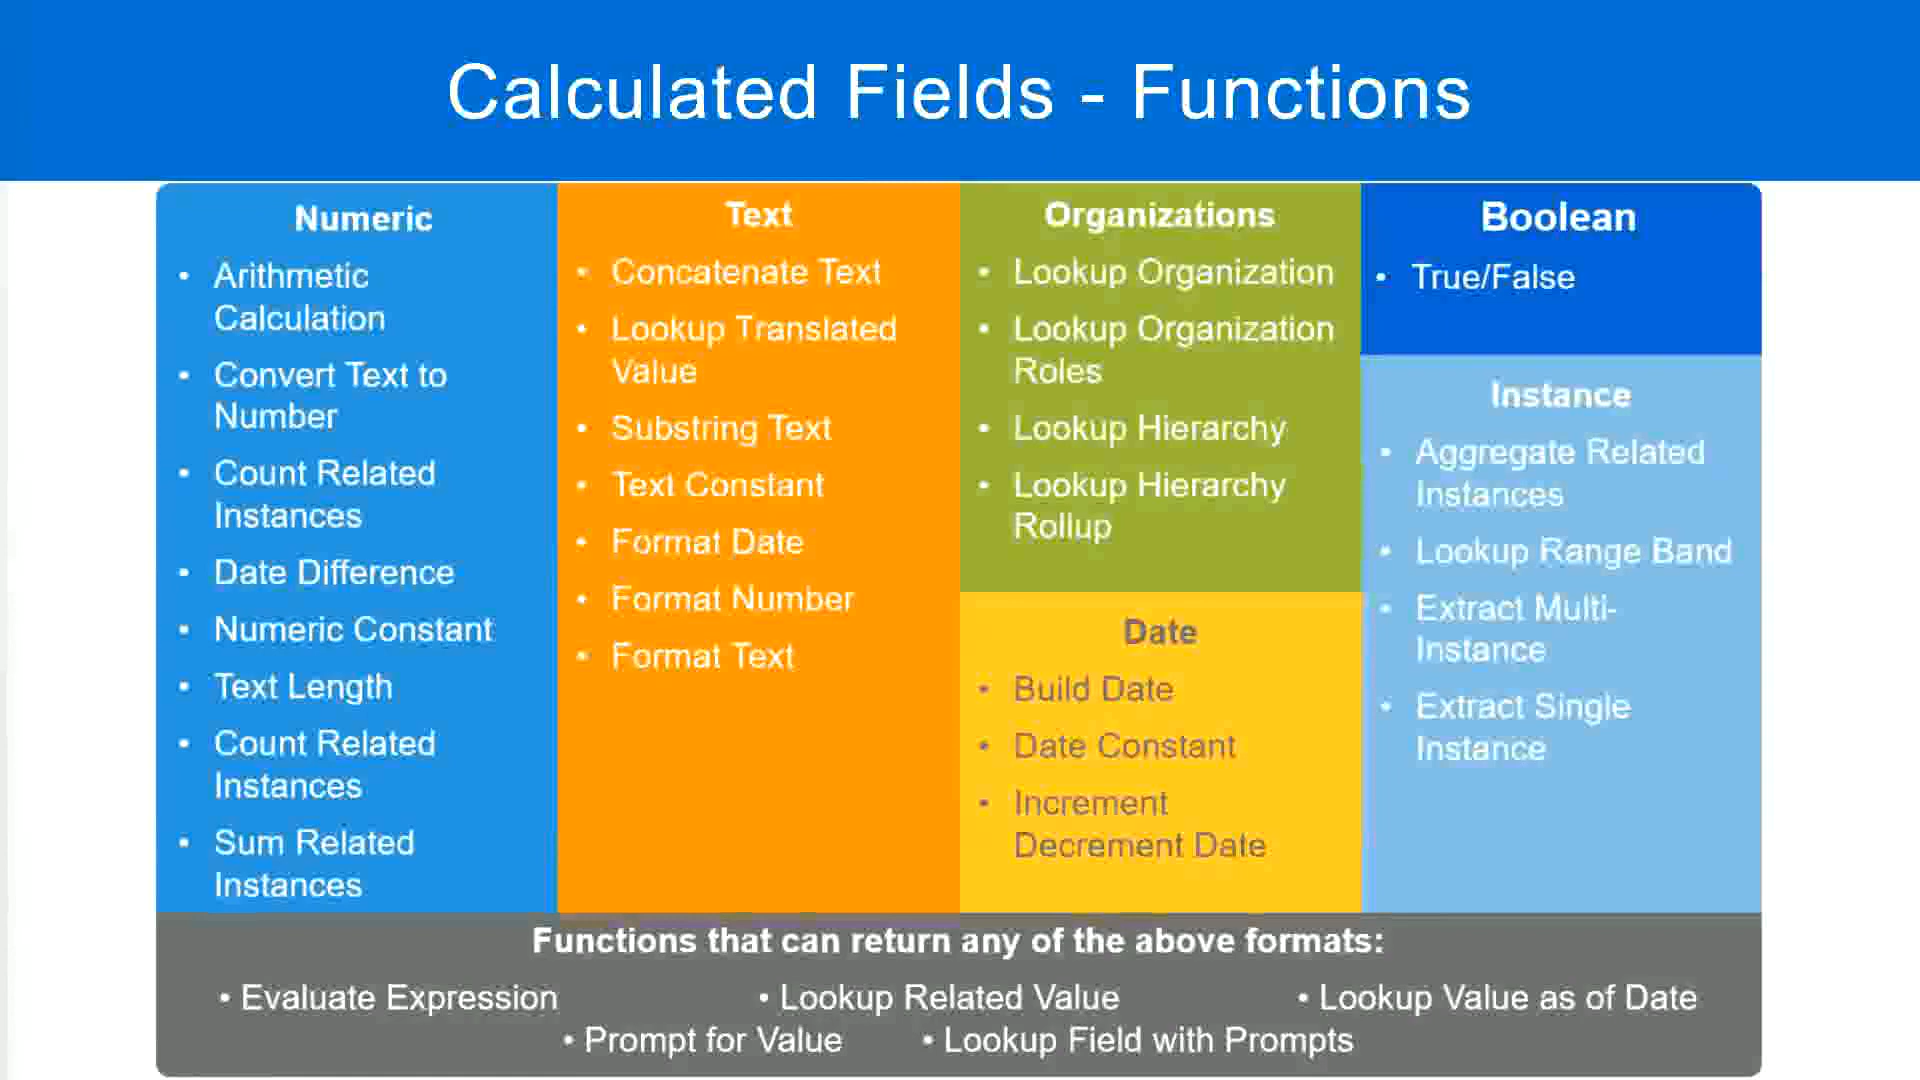 Calculated Fields - Functions
Numeric
• Arithmetic
Calculation
• Convert Text to
Number
• Count Related
Instances
• Date Difference
• Numeric Constant
• Text Length
• Count Related
Instances
• Sum Related
Instances
Text
• Concatenate Text
• Lookup Translated
Value
• Substring Text
• Text Constant
• Format Date
• Format Number
• Format Text
Organizations
• Lookup Organization
• Lookup Organization
Roles
• Lookup Hierarchy
• Lookup Hierarchy
Rollup
Date
• Build Date
• Date Constant
• Increment
Decrement Date
Boolean
• True/False
Instance
• Aggregate Related
Instances
• Lookup Range Band
• Extract Multi-
Instance
• Extract Single
Instance
Functions that can return any of the above formats:
• Evaluate Expression • Lookup Related Value • Lookup Value as of Date
• Prompt for Value • Lookup Field with Prompts